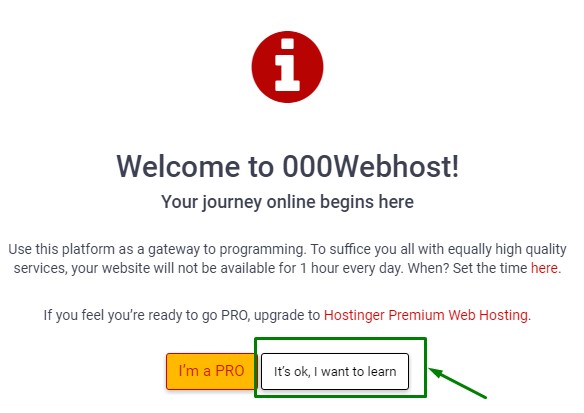 Welcome to 000Webhost!
Your journey online begins here
Use this platform as a gateway to programming. To suffice you all with equally high quality
services, your website will not be available for 1 hour every day. When? Set the time here.
If you feel you're ready to go PRO, upgrade to Hostinger Premium Web Hosting.
I'm a PRO
It's ok, I want to learn